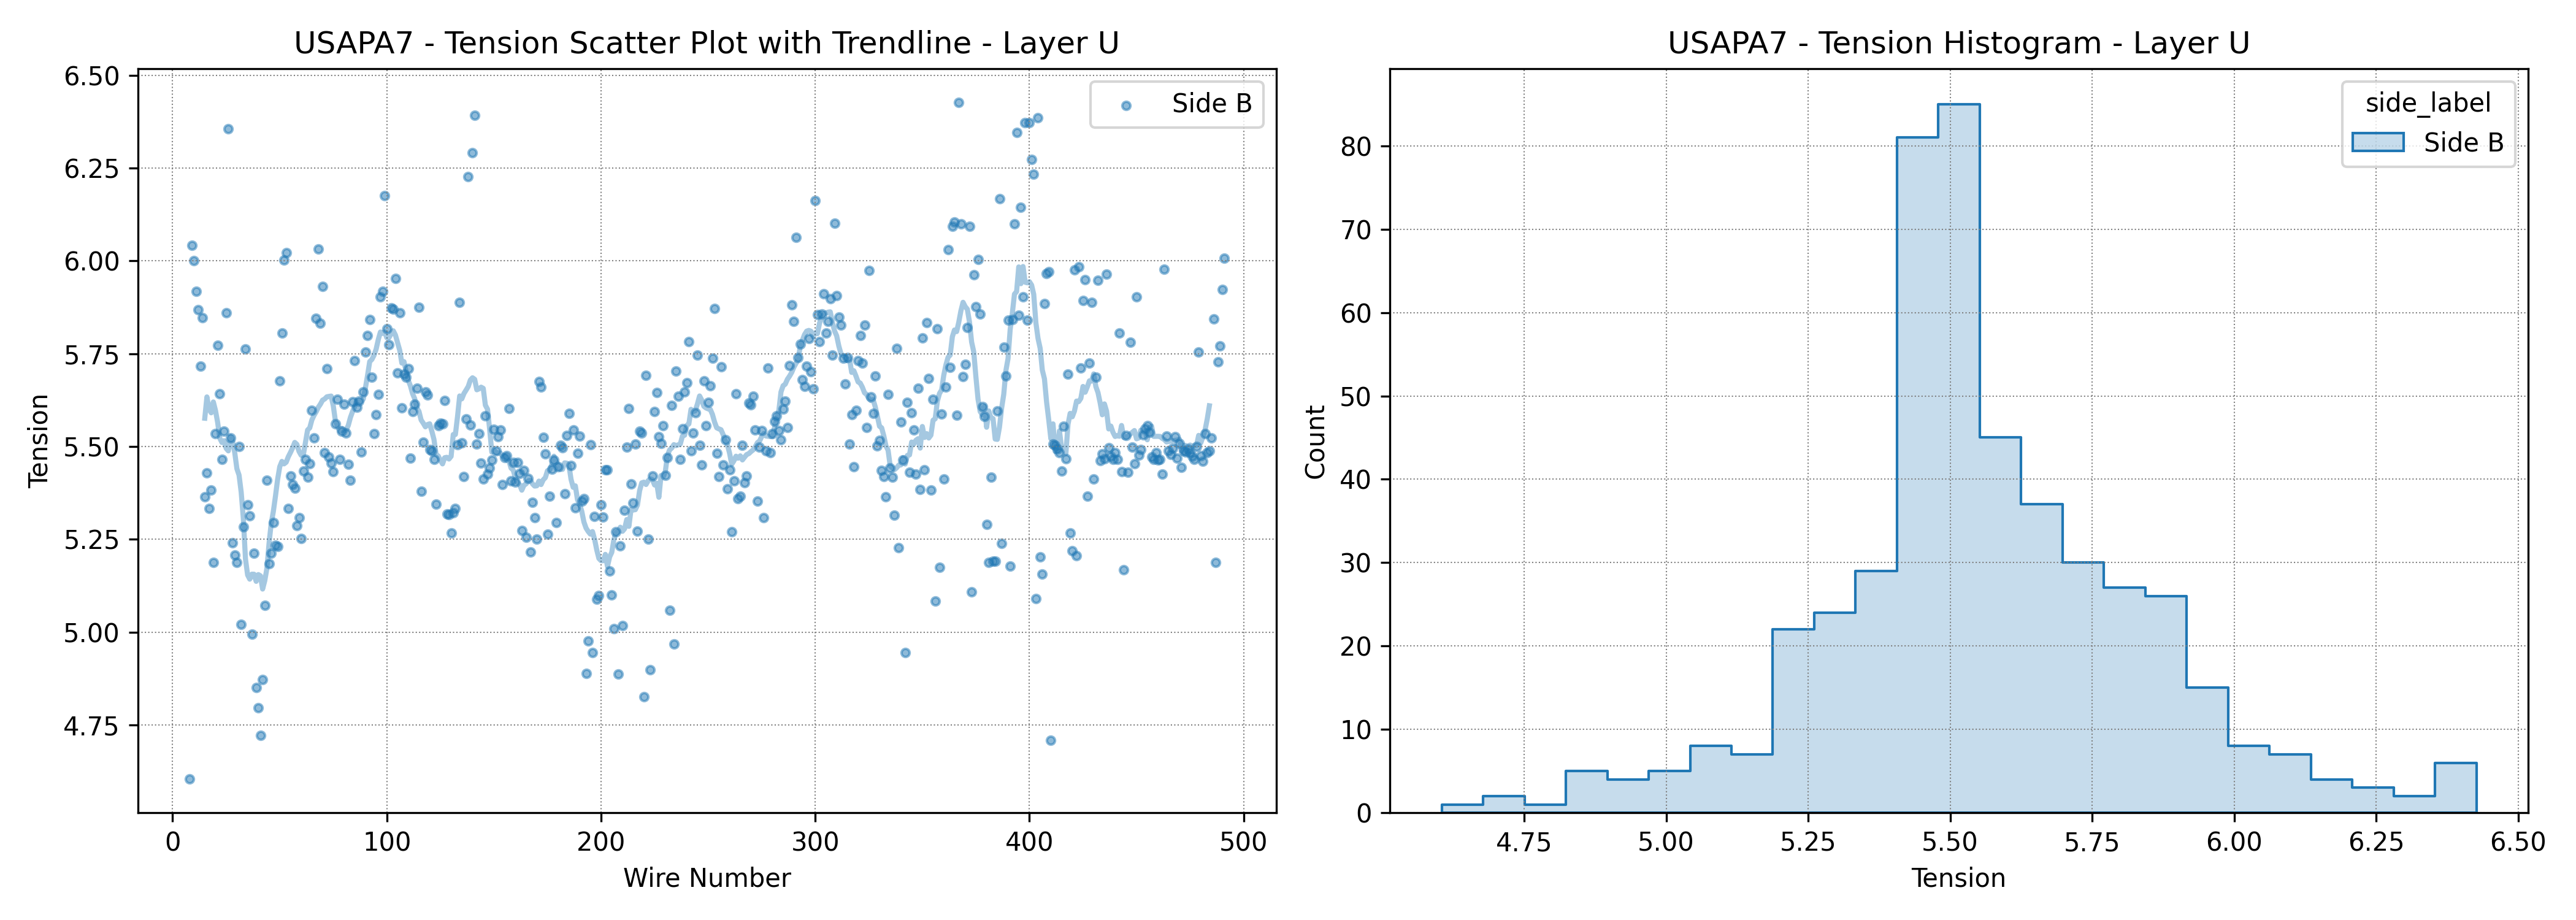 USAPA7 - Tension Scatter Plot with Trendline - Layer U
6.50
6.25
6.00
5.75
5.50
5.25
5.00
4.75
Tension
Side B
0 100 200 300 400 500
Wire Number
USAPA7 - Tension Histogram - Layer U
80
70
60
50
40
30
20
10
0
Count
side_label
Side B
4.75 5.00 5.25 5.50 5.75 6.00 6.25 6.50
Tension